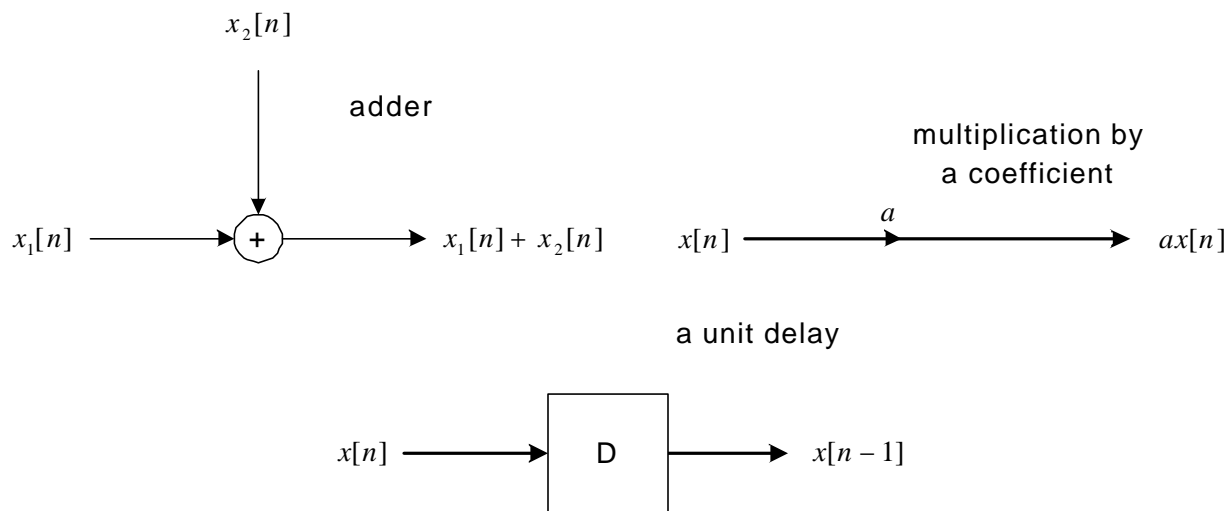 x₂[n]
adder
multiplication by
a coefficient
a
x₁[n]
+
x₁[n] + x₂[n]
x[n]
ax[n]
a unit delay
x[n]
D
x[n − 1]